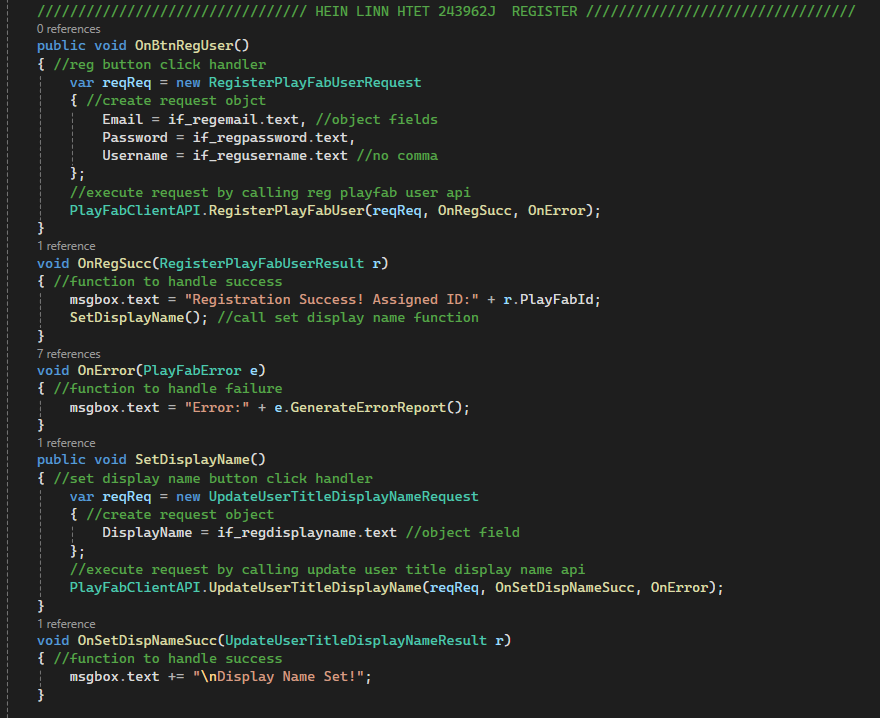 ///////////////////////////////// HEIN LINN HTET 243962J  REGISTER /////////////////////////////////
0 references
public void OnBtnRegUser()
{ //reg button click handler
    var reqReq = new RegisterPlayFabUserRequest
    { //create request objct
        Email = if_regemail.text, //object fields
        Password = if_regpassword.text,
        Username = if_regusername.text //no comma
    };
    //execute request by calling reg playfab user api
    PlayFabClientAPI.RegisterPlayFabUser(reqReq, OnRegSucc, OnError);
}
1 reference
void OnRegSucc(RegisterPlayFabUserResult r)
{ //function to handle success
    msgbox.text = "Registration Success! Assigned ID:" + r.PlayFabId;
    SetDisplayName(); //call set display name function
}
7 references
void OnError(PlayFabError e)
{ //function to handle failure
    msgbox.text = "Error:" + e.GenerateErrorReport();
}
1 reference
public void SetDisplayName()
{ //set display name button click handler
    var reqReq = new UpdateUserTitleDisplayNameRequest
    { //create request object
        DisplayName = if_regdisplayname.text //object field
    };
    //execute request by calling update user title display name api
    PlayFabClientAPI.UpdateUserTitleDisplayName(reqReq, OnSetDispNameSucc, OnError);
}
1 reference
void OnSetDispNameSucc(UpdateUserTitleDisplayNameResult r)
{ //function to handle success
    msgbox.text += "\nDisplay Name Set!";
}